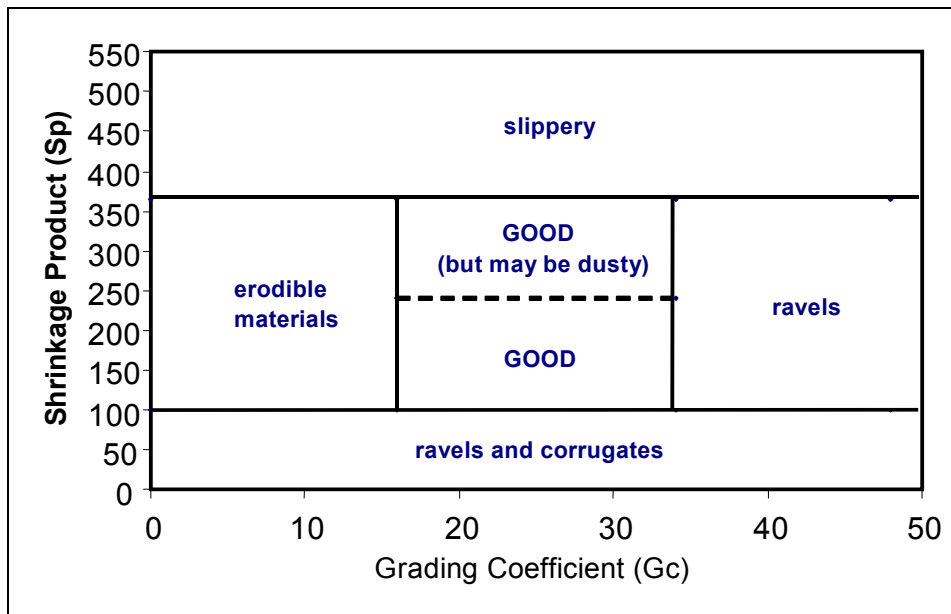 Shrinkage Product (Sp)
550
500
450
400
350
300
250
200
150
100
50
0
slippery
GOOD
(but may be dusty)
erodible
materials
ravels
GOOD
ravels and corrugates
0 10 20 30 40 50
Grading Coefficient (Gc)